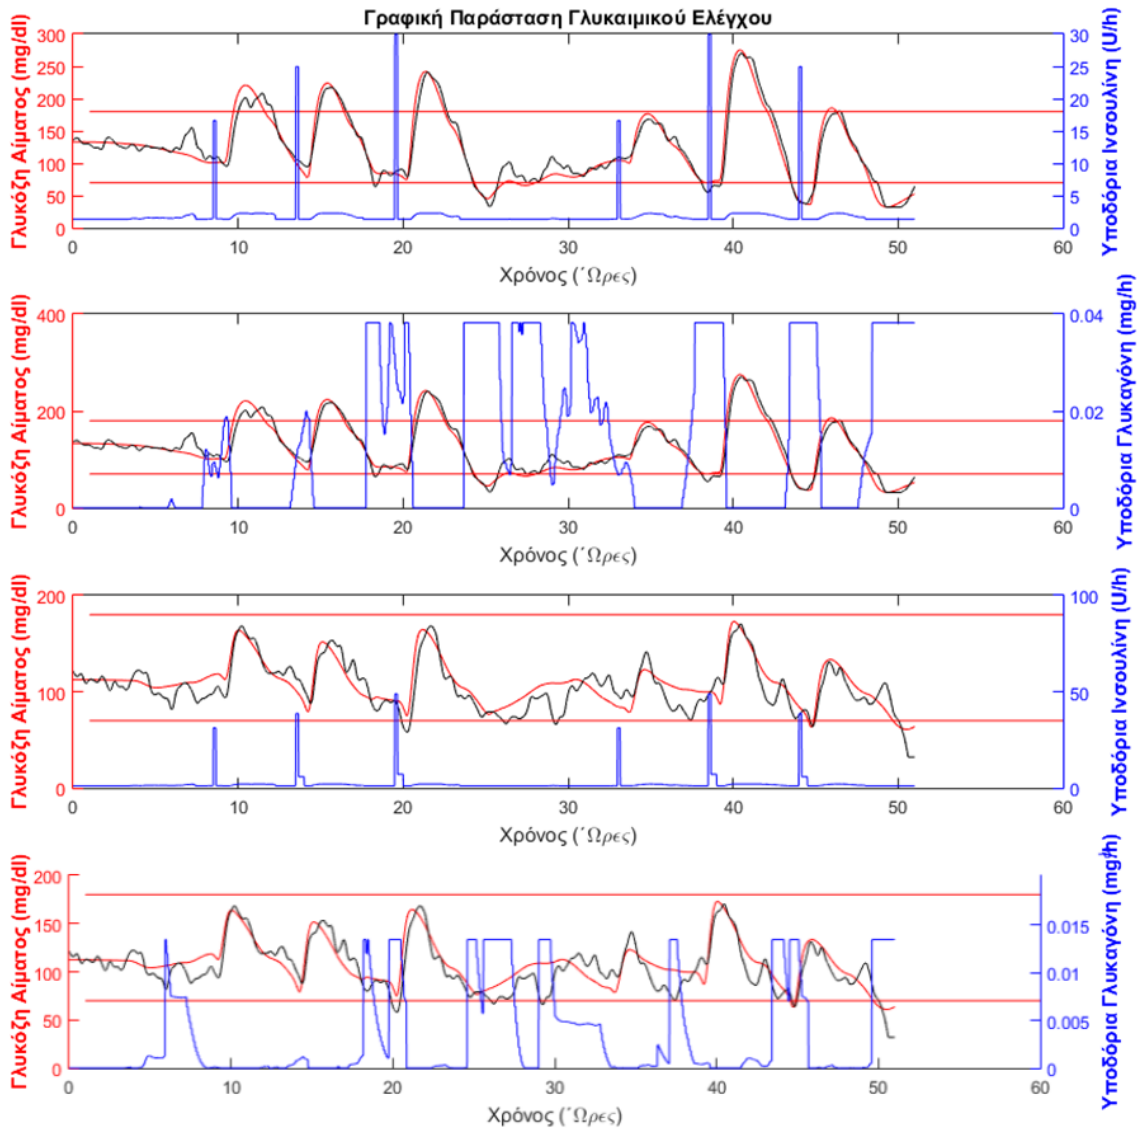 Γραφική Παράσταση Γλυκαιμικού Ελέγχου
Γλυκόζη Αίματος (mg/dl)
300
250
200
150
100
50
0
30
25
20
15
10
5
0
Υποδόρια Ινσουλίνη (U/h)
0 10 20 30 40 50 60
Χρόνος (΄Ωρες)
Γλυκόζη Αίματος (mg/dl)
400
200
0
0.04
0.02
0
Υποδόρια Γλυκαγόνη (mg/h)
0 10 20 30 40 50 60
Χρόνος (΄Ωρες)
Γλυκόζη Αίματος (mg/dl)
200
100
0
100
50
0
Υποδόρια Ινσουλίνη (U/h)
0 10 20 30 40 50 60
Χρόνος (΄Ωρες)
Γλυκόζη Αίματος (mg/dl)
200
150
100
50
0
0.015
0.01
0.005
0
Υποδόρια Γλυκαγόνη (mg/h)
0 10 20 30 40 50 60
Χρόνος (΄Ωρες)